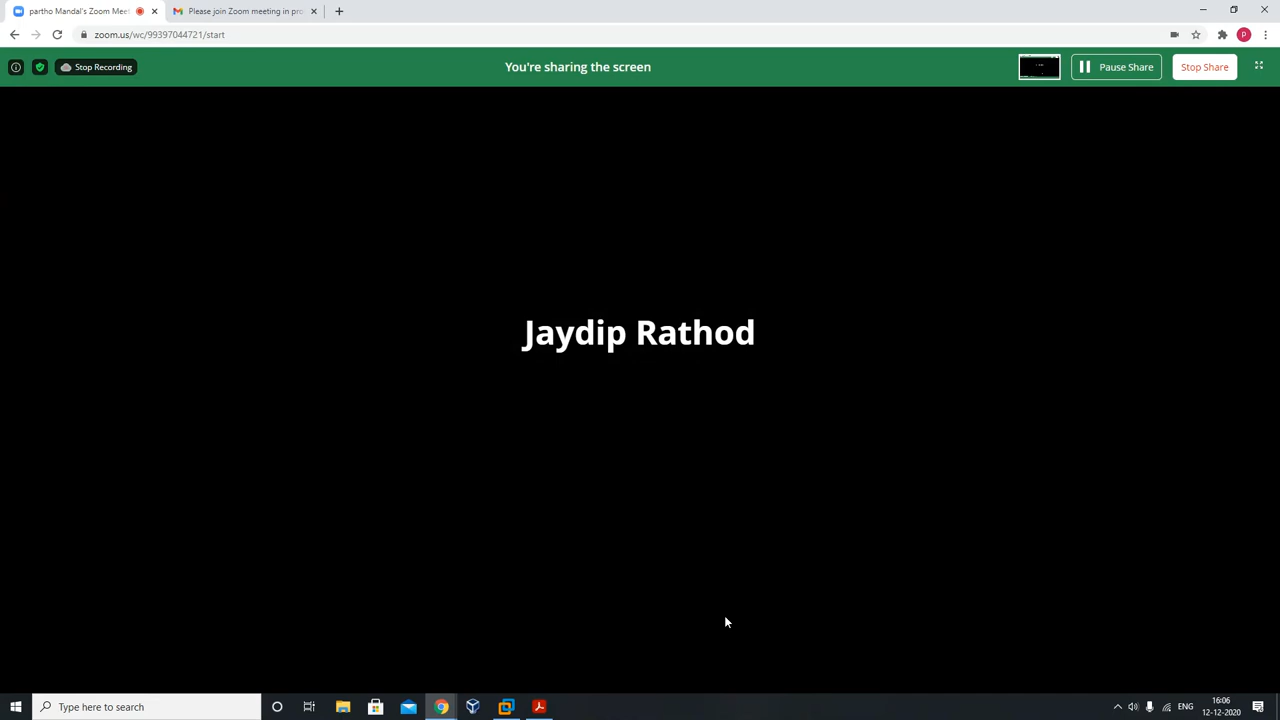 partho Mandal's Zoom Meet
Please join Zoom meeting in pro
zoom.us/wc/99397044721/start
P
Stop Recording
You're sharing the screen
Pause Share
Stop Share
Jaydip Rathod
Type here to search
ENG
16:06
12-12-2020